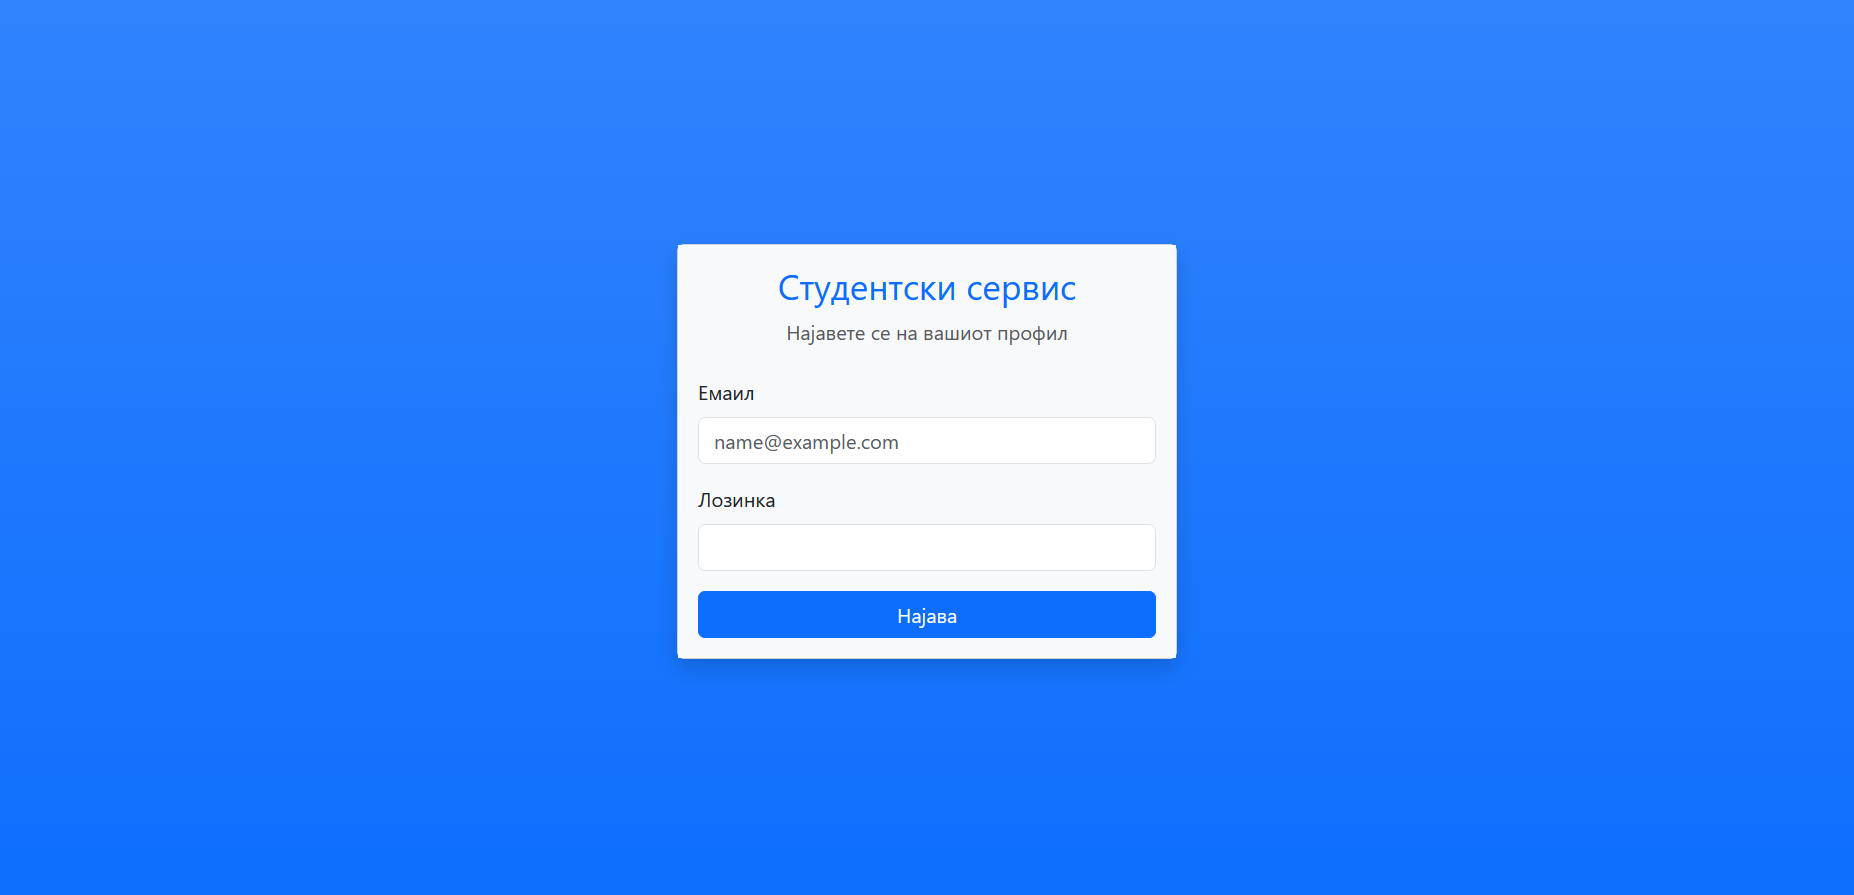 Студентски сервис
Најавете се на вашиот профил
Емаил
name@example.com
Лозинка
Најава